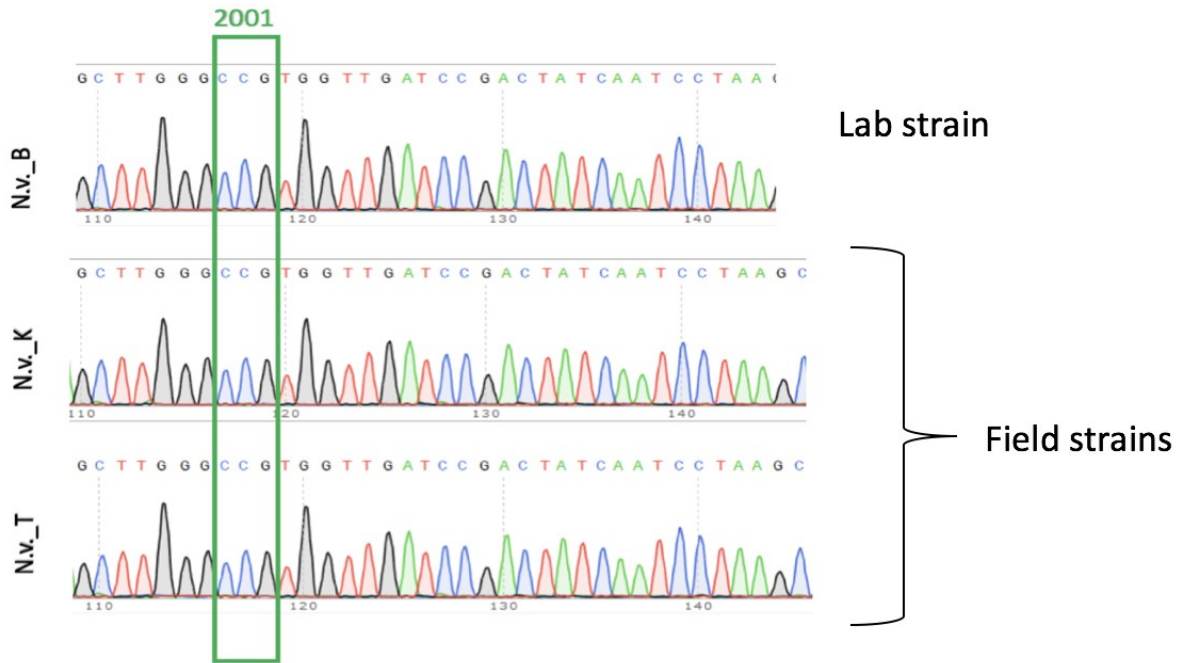 2001
G C T T G G G C C G T G G T T G A T C C G A C T A T C A A T C C T A A
N.v._B
110 120 130 140
Lab strain
G C T T G G G C C G T G G T T G A T C C G A C T A T C A A T C C T A A G C
N.v._K
110 120 130 140
G C T T G G G C C G T G G T T G A T C C G A C T A T C A A T C C T A A G C
N.v._T
110 120 130 140
Field strains